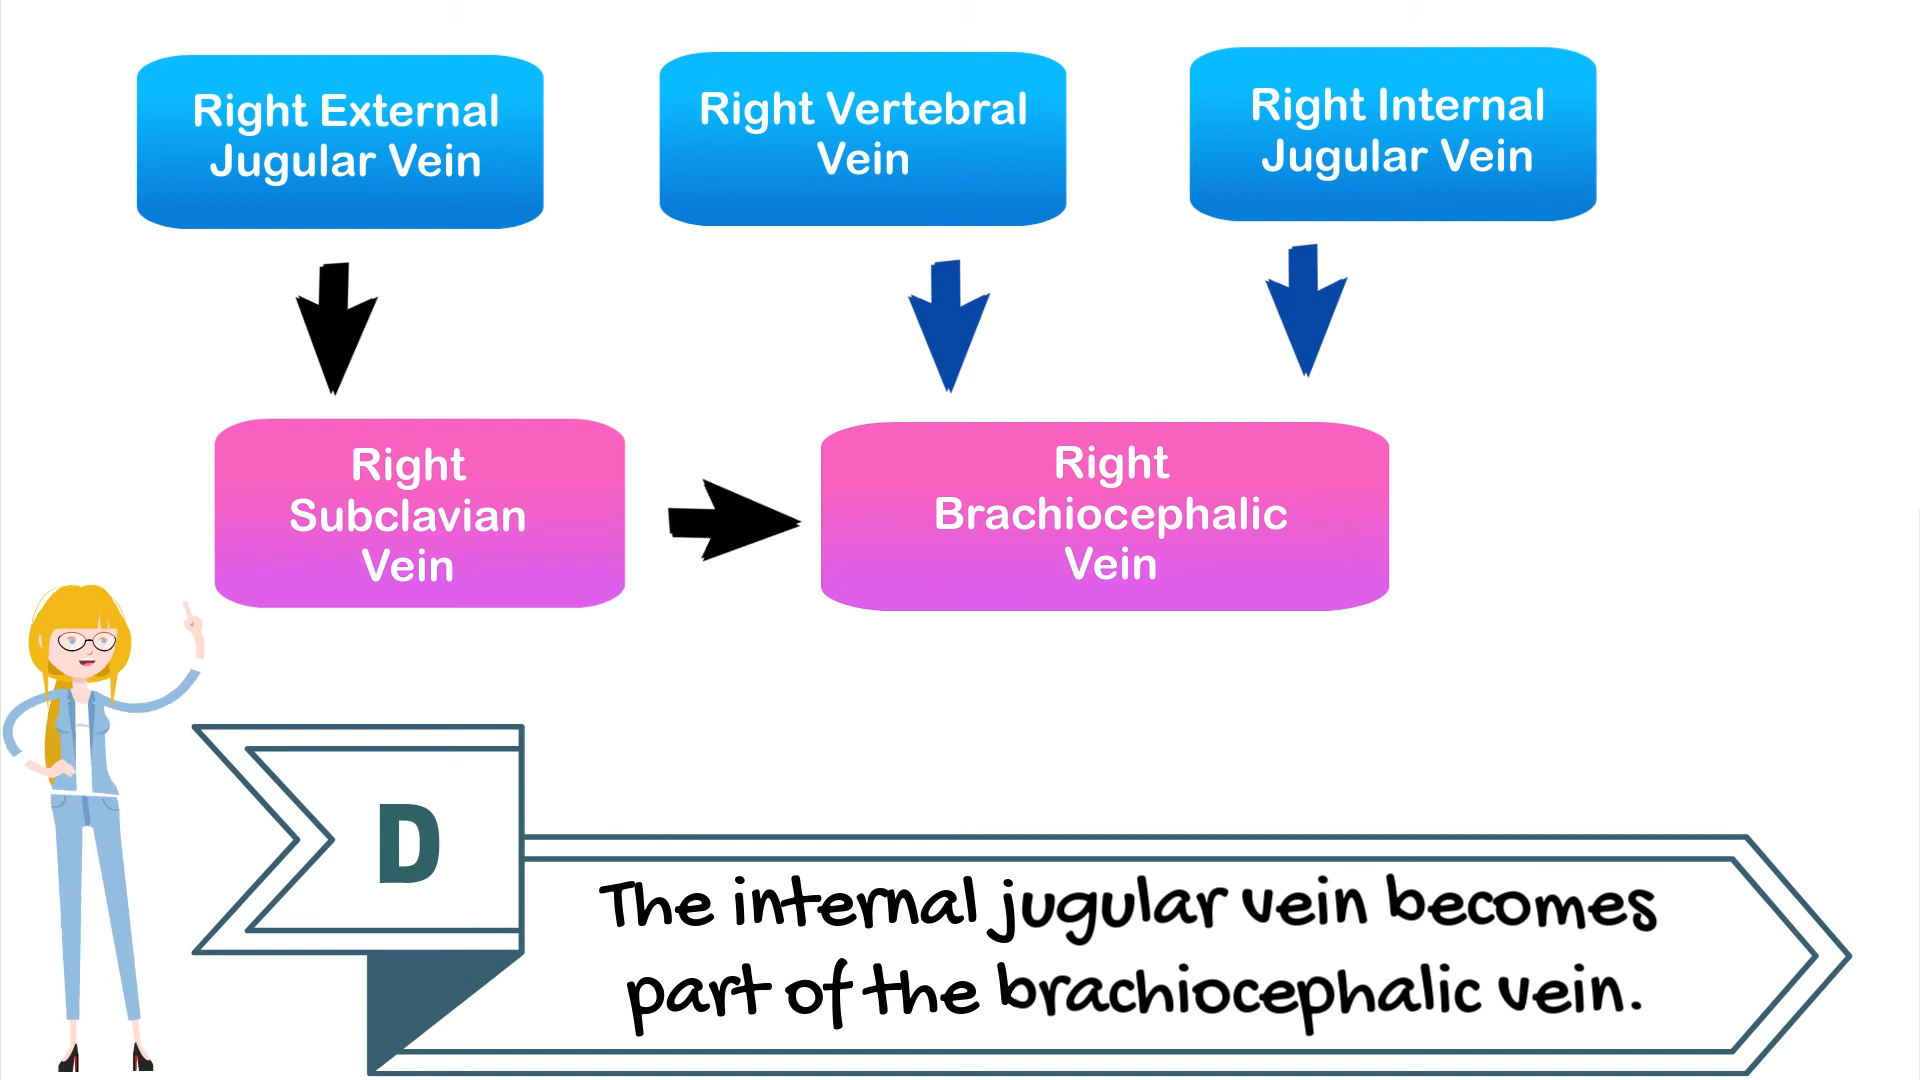 Right External
Jugular Vein
Right Vertebral
Vein
Right Internal
Jugular Vein
Right
Subclavian
Vein
Right
Brachiocephalic
Vein
D
The internal jugular vein becomes
part of the brachiocephalic vein.